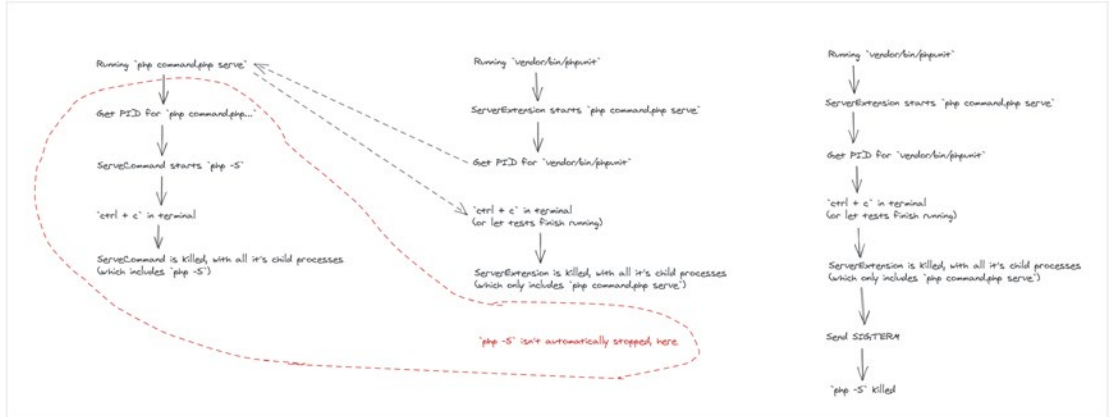 Running `php command.php serve`
Get PID for `php command.php...`
ServeCommand starts `php -S`
`ctrl + c` in terminal
ServeCommand is killed, with all it's child processes
(which includes `php -S`)
Running `vendor/bin/phpunit`
ServerExtension starts `php command.php serve`
Get PID for `vendor/bin/phpunit`
`ctrl + c` in terminal
(or let tests finish running)
ServerExtension is killed, with all it's child processes
(which only includes `php command.php serve`)
`php -S` isn't automatically stopped, here
Running `vendor/bin/phpunit`
ServerExtension starts `php command.php serve`
Get PID for `vendor/bin/phpunit`
`ctrl + c` in terminal
(or let tests finish running)
ServerExtension is killed, with all it's child processes
(which only includes `php command.php serve`)
Send SIGTERM
`php -S` killed